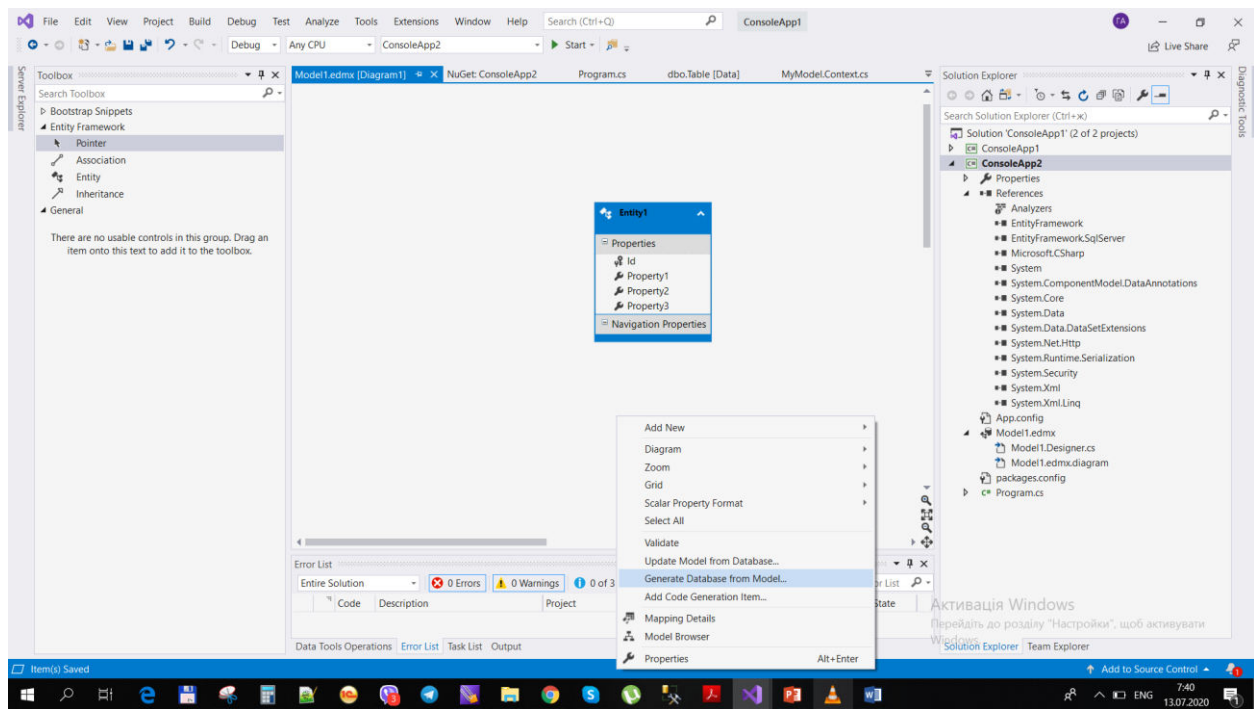 File Edit View Project Build Debug Test Analyze Tools Extensions Window Help Search (Ctrl+Q) ConsoleApp1 ГА
Debug Any CPU ConsoleApp2 Start Live Share
Server Explorer
Toolbox
Search Toolbox
Bootstrap Snippets
Entity Framework
Pointer
Association
Entity
Inheritance
General
There are no usable controls in this group. Drag an
item onto this text to add it to the toolbox.
Model1.edmx [Diagram1] NuGet: ConsoleApp2 Program.cs dbo.Table [Data] MyModel.Context.cs
Entity1
Properties
Id
Property1
Property2
Property3
Navigation Properties
Add New
Diagram
Zoom
Grid
Scalar Property Format
Select All
Validate
Update Model from Database...
Generate Database from Model...
Add Code Generation Item...
Mapping Details
Model Browser
Properties Alt+Enter
Error List
Entire Solution 0 Errors 0 Warnings 0 of 3
Code Description Project State
Data Tools Operations Error List Task List Output
Solution Explorer
Search Solution Explorer (Ctrl+ж)
Solution 'ConsoleApp1' (2 of 2 projects)
C# ConsoleApp1
C# ConsoleApp2
Properties
References
Analyzers
EntityFramework
EntityFramework.SqlServer
Microsoft.CSharp
System
System.ComponentModel.DataAnnotations
System.Core
System.Data
System.Data.DataSetExtensions
System.Net.Http
System.Runtime.Serialization
System.Security
System.Xml
System.Xml.Linq
App.config
Model1.edmx
Model1.Designer.cs
Model1.edmx.diagram
packages.config
C# Program.cs
Активація Windows
Перейдіть до розділу "Настройки", щоб активувати
Windows.
Solution Explorer Team Explorer
Diagnostic Tools
Item(s) Saved Add to Source Control
ENG 7:40
13.07.2020